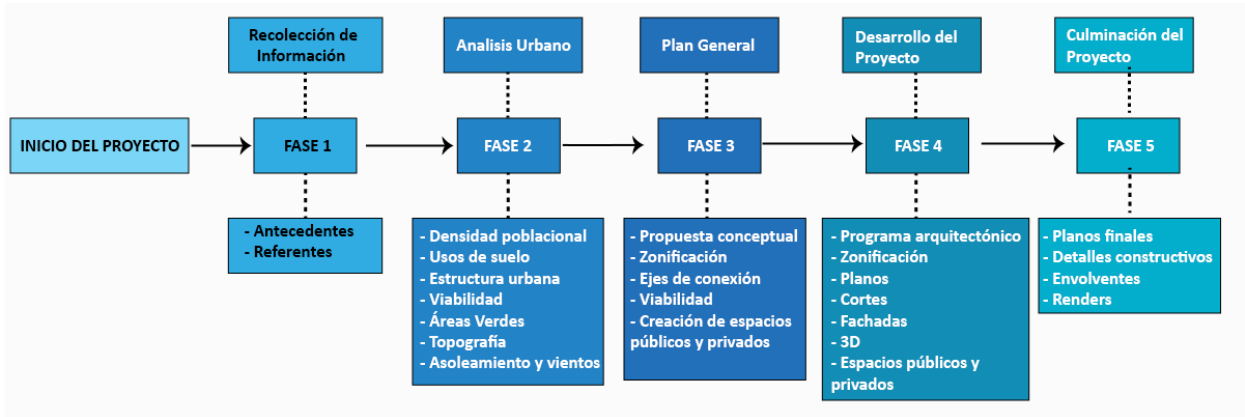 Recolección de
Información
Analisis Urbano
Plan General
Desarrollo del
Proyecto
Culminación del
Proyecto
INICIO DEL PROYECTO
FASE 1
FASE 2
FASE 3
FASE 4
FASE 5
- Antecedentes
- Referentes
- Densidad poblacional
- Usos de suelo
- Estructura urbana
- Viabilidad
- Áreas Verdes
- Topografía
- Asoleamiento y vientos
- Propuesta conceptual
- Zonificación
- Ejes de conexión
- Viabilidad
- Creación de espacios
públicos y privados
- Programa arquitectónico
- Zonificación
- Planos
- Cortes
- Fachadas
- 3D
- Espacios públicos y
privados
- Planos finales
- Detalles constructivos
- Envolventes
- Renders